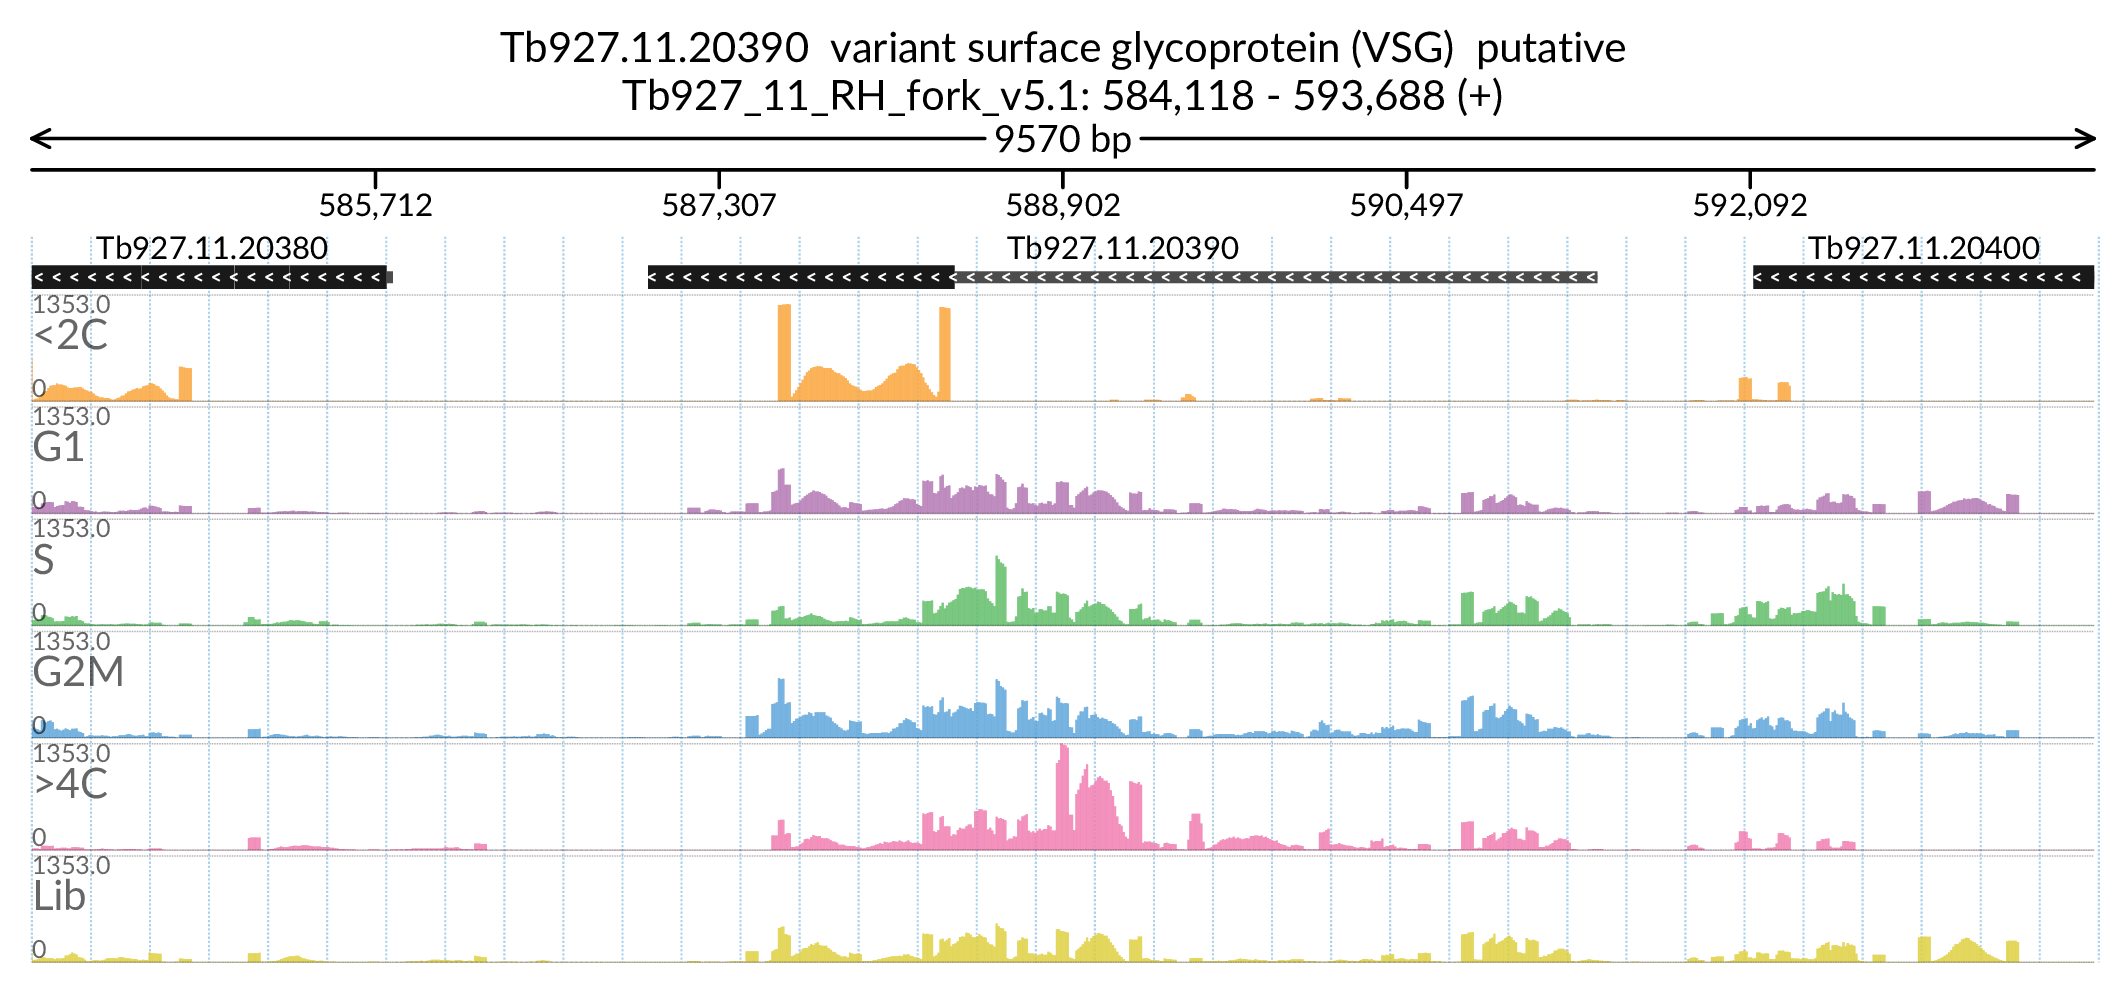 Tb927.11.20390  variant surface glycoprotein (VSG)  putative
Tb927_11_RH_fork_v5.1: 584,118 - 593,688 (+)
9570 bp
585,712 587,307 588,902 590,497 592,092
Tb927.11.20380 Tb927.11.20390 Tb927.11.20400
1353.0
<2C
0
1353.0
G1
0
1353.0
S
0
1353.0
G2M
0
1353.0
>4C
0
1353.0
Lib
0